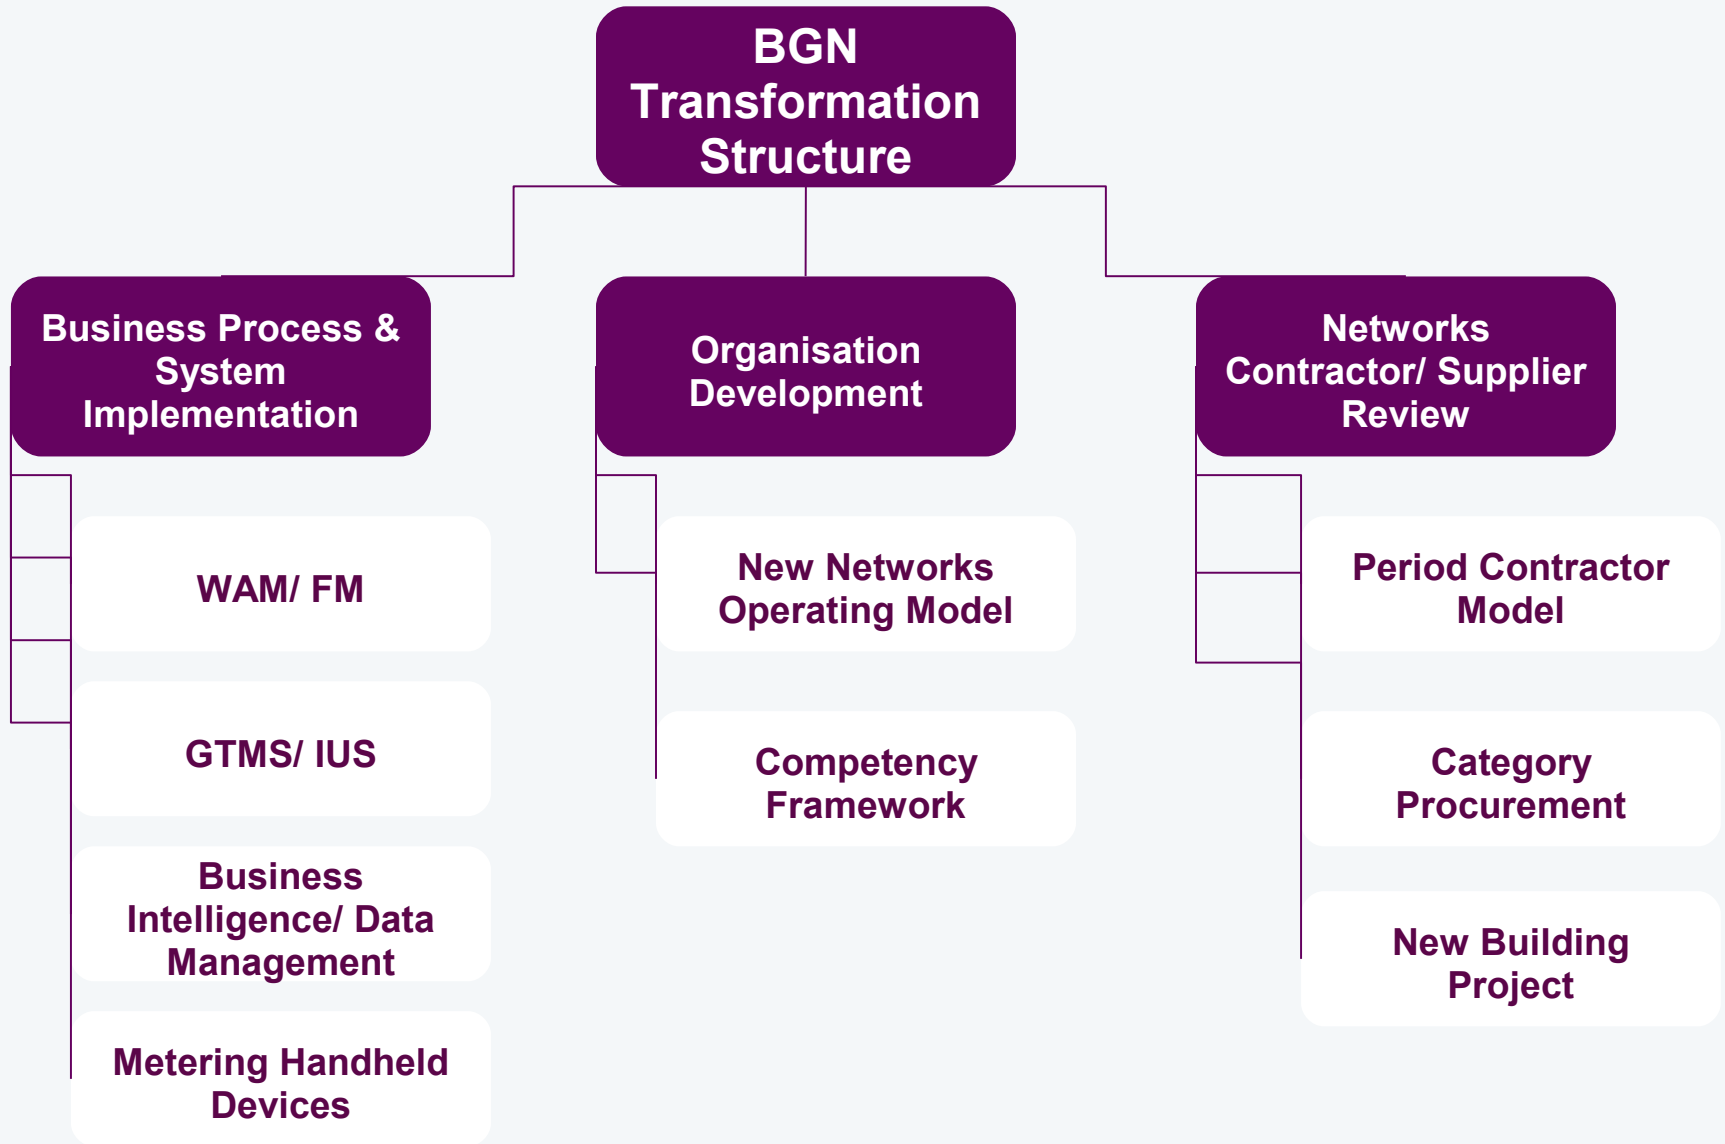 BGN
Transformation
Structure
Business Process &
System
Implementation
WAM/ FM
GTMS/ IUS
Business
Intelligence/ Data
Management
Metering Handheld
Devices
Organisation
Development
New Networks
Operating Model
Competency
Framework
Networks
Contractor/ Supplier
Review
Period Contractor
Model
Category
Procurement
New Building
Project